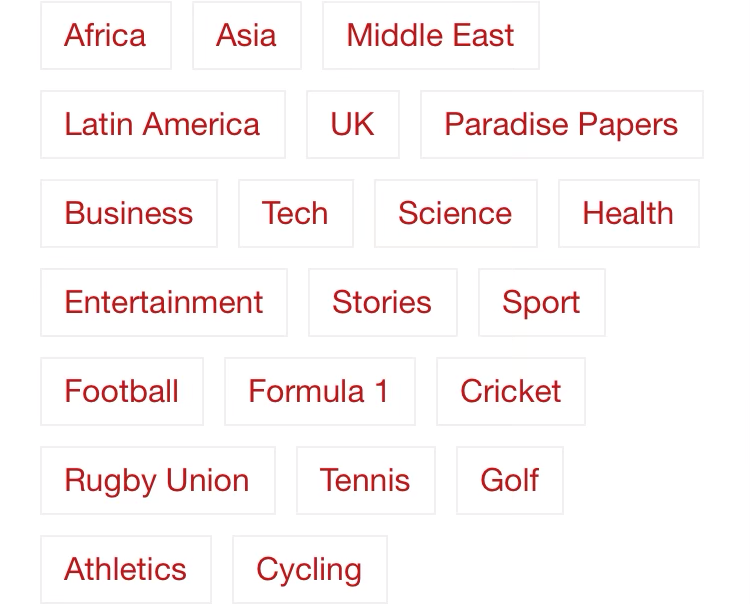 Africa Asia Middle East
Latin America UK Paradise Papers
Business Tech Science Health
Entertainment Stories Sport
Football Formula 1 Cricket
Rugby Union Tennis Golf
Athletics Cycling